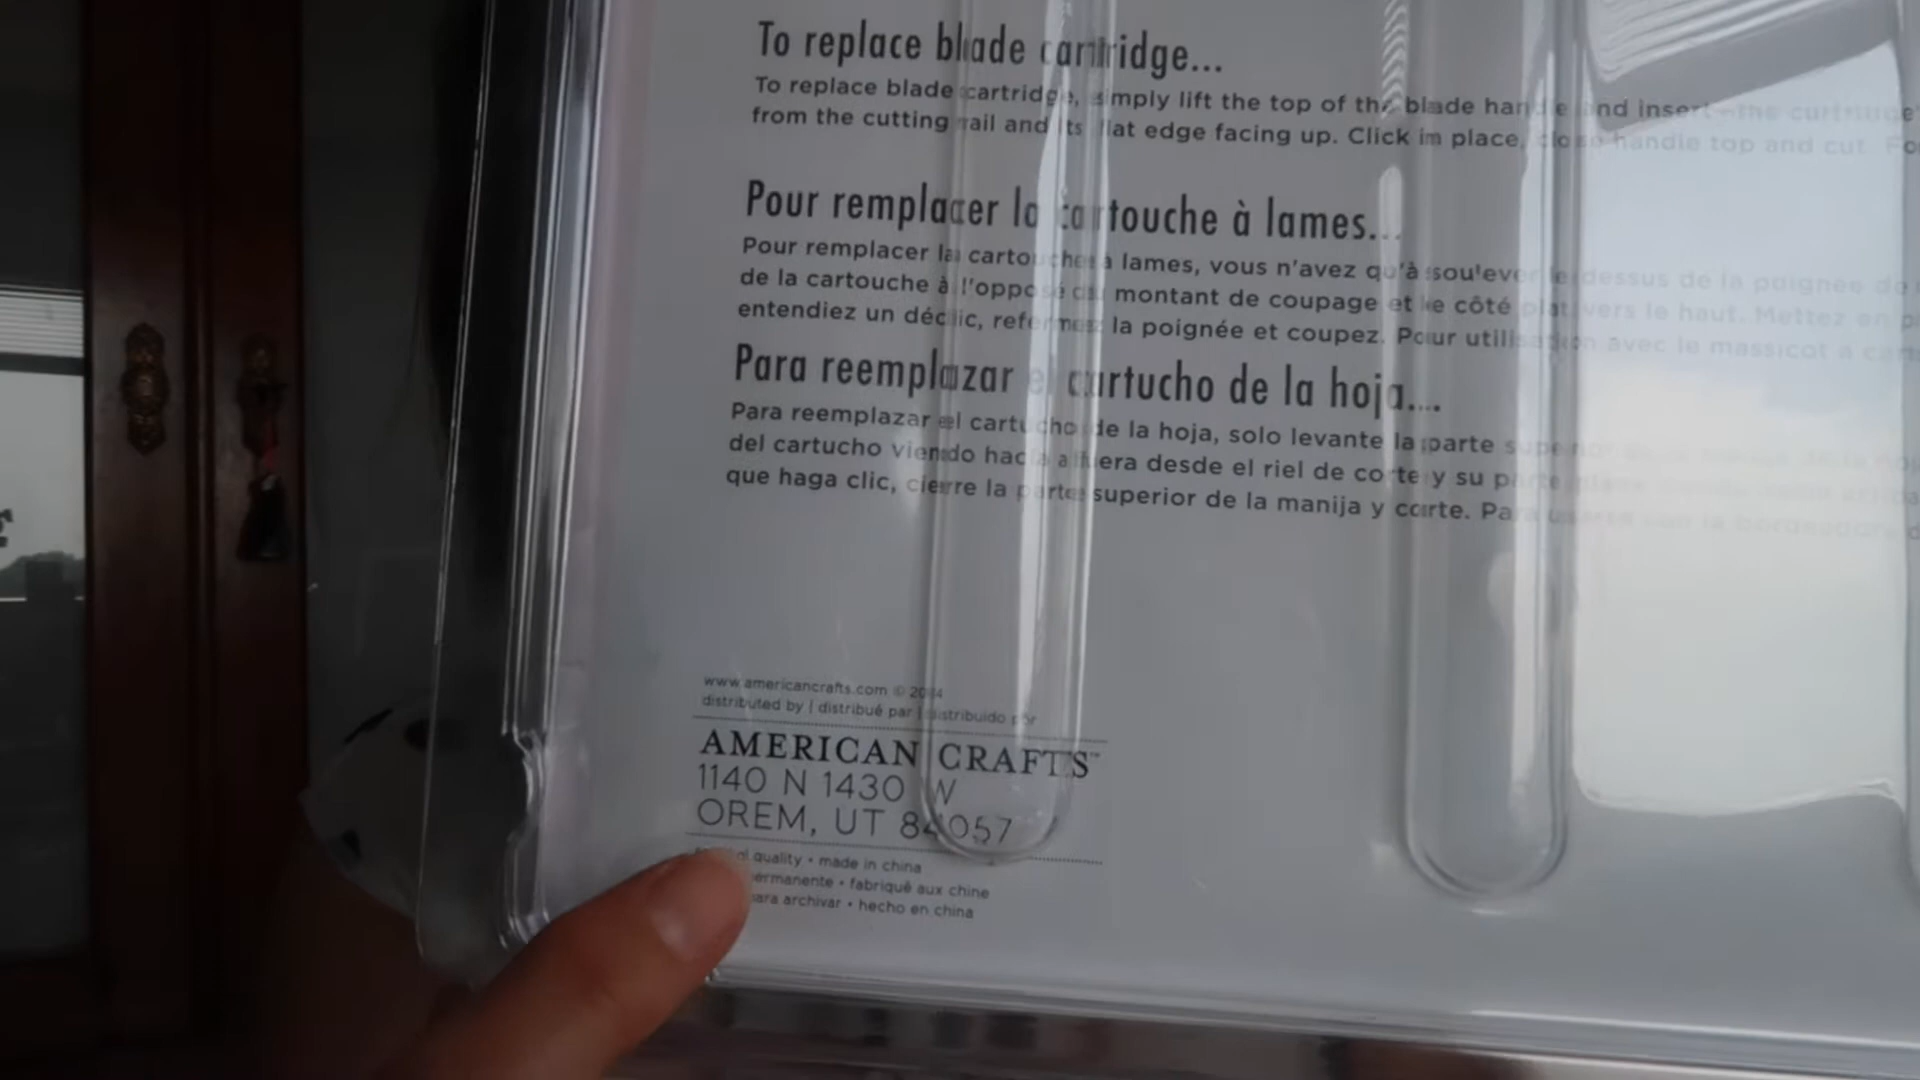 To replace blade cartridge...
To replace blade cartridge, simply lift the top of the blade handle and insert the cartridge
from the cutting rail and its flat edge facing up. Click in place, close handle top and cut. Fo
Pour remplacer la cartouche à lames...
Pour remplacer la cartouche à lames, vous n'avez qu'à soulever le dessus de la poignée de
de la cartouche à l'opposé du montant de coupage et le côté plat vers le haut. Mettez en
entendiez un déclic, refermez la poignée et coupez. Pour utilisation avec le massicot à
Para reemplazar el cartucho de la hoja...
Para reemplazar el cartucho de la hoja, solo levante la parte superior
del cartucho viendo hacia afuera desde el riel de corte y su parte
que haga clic, cierre la parte superior de la manija y corte. Para
www.americancrafts.com ©
distributed by | distribué par | distribuido por
AMERICAN CRAFTS™
1140 N 1430 W
OREM, UT 84057
quality • made in china
permanente • fabriqué aux chine
para archivar • hecho en china